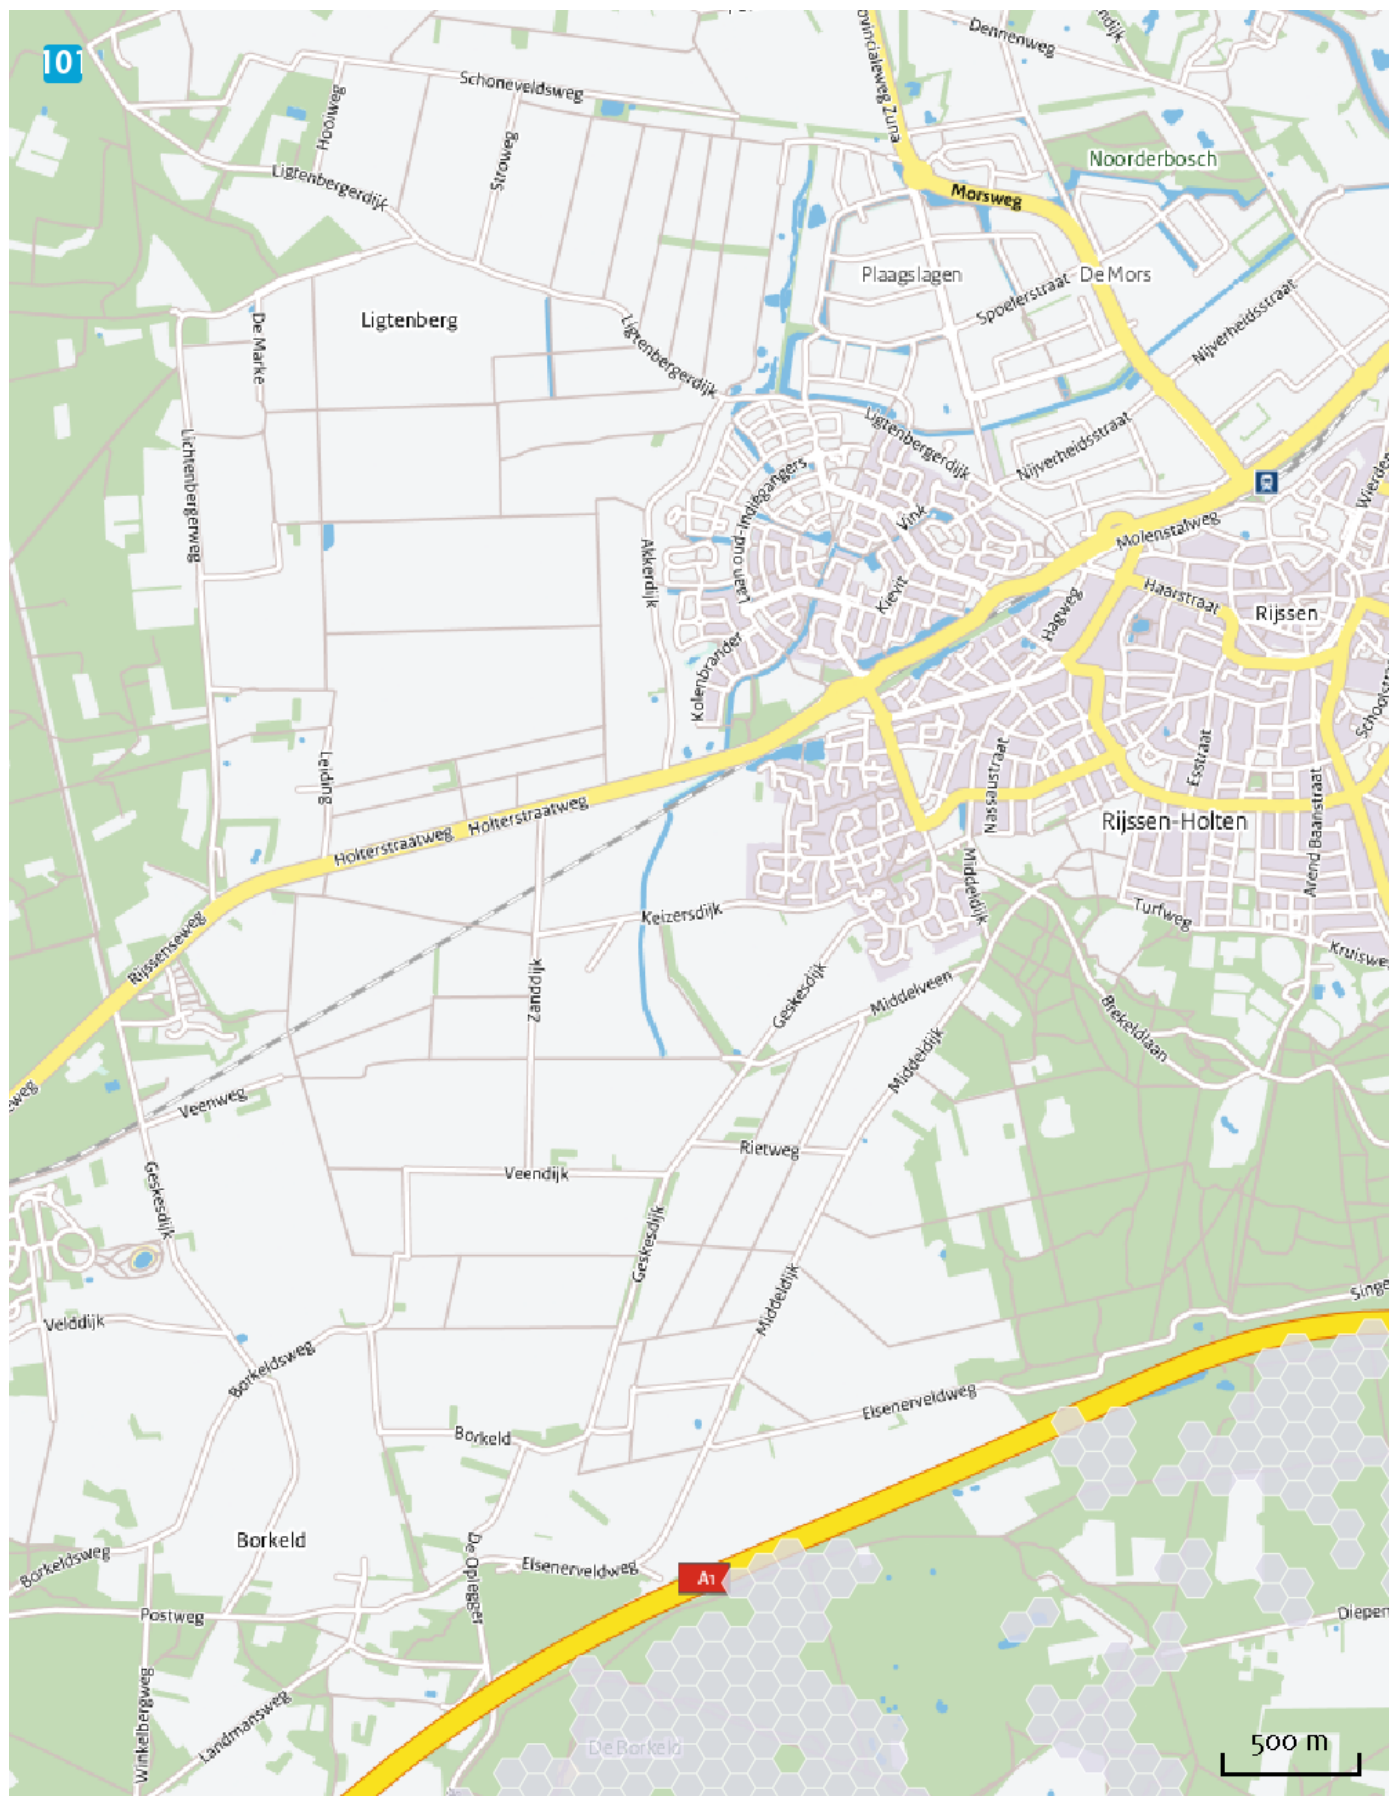 101
Dennenweg
Schoneveldsweg
Hooiweg
Stroweg
Ligtenbergerdijk
Noorderbosch
Morsweg
Plaagslagen
De Mors
Spoelerstraat
Nijverheidsstraat
Ligtenberg
De Marke
Ligtenbergerdijk
Ligtenbergerdijk
Nijverheidsstraat
Lichtenbergerweg
Laan oud-Indiëgangers
Vink
Molenstalweg
Akkerdijk
Kievit
Hagweg
Haarstraat
Rijssen
Kolenbrander
Leiding
Nessenustraat
Esstraat
Arend Baanstraat
Holterstraatweg
Holterstraatweg
Rijssen-Holten
Middeldijk
Keizersdijk
Turfweg
Rijssenseweg
Zanddijk
Geskesdijk
Middelveen
Brekeldlaan
Middeldijk
Veenweg
Rietweg
Veendijk
Geskesdijk
Geskesdijk
Middeldijk
Velddijk
Borkeldsweg
Elsenerveldweg
Borkeld
Borkeld
Borkeldsweg
De Oplegger
Elsenerveldweg
A1
Postweg
Winkelbergweg
Landmansweg
De Borkeld
500 m